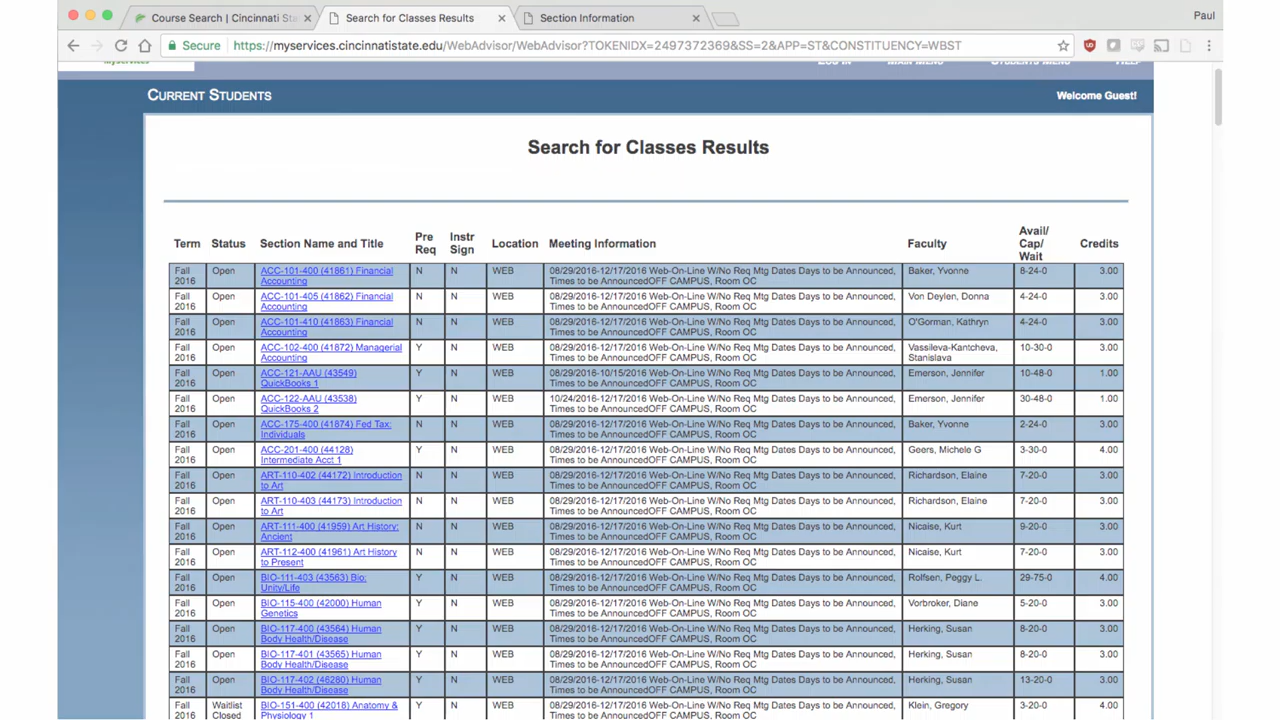 Course Search | Cincinnati Sta
Search for Classes Results
Section Information
Paul
Secure https://myservices.cincinnatistate.edu/WebAdvisor/WebAdvisor?TOKENIDX=2497372369&SS=2&APP=ST&CONSTITUENCY=WBST
MyServices LOG IN MAIN MENU STUDENTS MENU HELP
CURRENT STUDENTS Welcome Guest!
Search for Classes Results
Avail/
Pre Instr Cap/
Term Status Section Name and Title Req Sign Location Meeting Information Faculty Wait Credits
Fall Open ACC-101-400 (41861) Financial N N WEB 08/29/2016-12/17/2016 Web-On-Line W/No Req Mtg Dates Days to be Announced, Baker, Yvonne 8-24-0 3.00
2016 Accounting Times to be AnnouncedOFF CAMPUS, Room OC
Fall Open ACC-101-405 (41862) Financial N N WEB 08/29/2016-12/17/2016 Web-On-Line W/No Req Mtg Dates Days to be Announced, Von Deylen, Donna 4-24-0 3.00
2016 Accounting Times to be AnnouncedOFF CAMPUS, Room OC
Fall Open ACC-101-410 (41863) Financial N N WEB 08/29/2016-12/17/2016 Web-On-Line W/No Req Mtg Dates Days to be Announced, O'Gorman, Kathryn 4-24-0 3.00
2016 Accounting Times to be AnnouncedOFF CAMPUS, Room OC
Fall Open ACC-102-400 (41872) Managerial Y N WEB 08/29/2016-12/17/2016 Web-On-Line W/No Req Mtg Dates Days to be Announced, Vassileva-Kantcheva, 10-30-0 3.00
2016 Accounting Times to be AnnouncedOFF CAMPUS, Room OC Stanislava
Fall Open ACC-121-AAU (43549) Y N WEB 08/29/2016-10/15/2016 Web-On-Line W/No Req Mtg Dates Days to be Announced, Emerson, Jennifer 10-48-0 1.00
2016 QuickBooks 1 Times to be AnnouncedOFF CAMPUS, Room OC
Fall Open ACC-122-AAU (43538) Y N WEB 10/24/2016-12/17/2016 Web-On-Line W/No Req Mtg Dates Days to be Announced, Emerson, Jennifer 30-48-0 1.00
2016 QuickBooks 2 Times to be AnnouncedOFF CAMPUS, Room OC
Fall Open ACC-175-400 (41874) Fed Tax: N N WEB 08/29/2016-12/17/2016 Web-On-Line W/No Req Mtg Dates Days to be Announced, Baker, Yvonne 2-24-0 3.00
2016 Individuals Times to be AnnouncedOFF CAMPUS, Room OC
Fall Open ACC-201-400 (44128) Y N WEB 08/29/2016-12/17/2016 Web-On-Line W/No Req Mtg Dates Days to be Announced, Geers, Michele G 3-30-0 4.00
2016 Intermediate Acct 1 Times to be AnnouncedOFF CAMPUS, Room OC
Fall Open ART-110-402 (44172) Introduction N N WEB 08/29/2016-12/17/2016 Web-On-Line W/No Req Mtg Dates Days to be Announced, Richardson, Elaine 7-20-0 3.00
2016 to Art Times to be AnnouncedOFF CAMPUS, Room OC
Fall Open ART-110-403 (44173) Introduction N N WEB 08/29/2016-12/17/2016 Web-On-Line W/No Req Mtg Dates Days to be Announced, Richardson, Elaine 7-20-0 3.00
2016 to Art Times to be AnnouncedOFF CAMPUS, Room OC
Fall Open ART-111-400 (41959) Art History: N N WEB 08/29/2016-12/17/2016 Web-On-Line W/No Req Mtg Dates Days to be Announced, Nicaise, Kurt 9-20-0 3.00
2016 Ancient Times to be AnnouncedOFF CAMPUS, Room OC
Fall Open ART-112-400 (41961) Art History N N WEB 08/29/2016-12/17/2016 Web-On-Line W/No Req Mtg Dates Days to be Announced, Nicaise, Kurt 7-20-0 3.00
2016 to Present Times to be AnnouncedOFF CAMPUS, Room OC
Fall Open BIO-111-403 (43563) Bio: Y N WEB 08/29/2016-12/17/2016 Web-On-Line W/No Req Mtg Dates Days to be Announced, Rolfsen, Peggy L. 29-75-0 4.00
2016 Unity/Life Times to be AnnouncedOFF CAMPUS, Room OC
Fall Open BIO-115-400 (42000) Human Y N WEB 08/29/2016-12/17/2016 Web-On-Line W/No Req Mtg Dates Days to be Announced, Vorbroker, Diane 5-20-0 3.00
2016 Genetics Times to be AnnouncedOFF CAMPUS, Room OC
Fall Open BIO-117-400 (43564) Human Y N WEB 08/29/2016-12/17/2016 Web-On-Line W/No Req Mtg Dates Days to be Announced, Herking, Susan 8-20-0 3.00
2016 Body Health/Disease Times to be AnnouncedOFF CAMPUS, Room OC
Fall Open BIO-117-401 (43565) Human Y N WEB 08/29/2016-12/17/2016 Web-On-Line W/No Req Mtg Dates Days to be Announced, Herking, Susan 8-20-0 3.00
2016 Body Health/Disease Times to be AnnouncedOFF CAMPUS, Room OC
Fall Open BIO-117-402 (46280) Human Y N WEB 08/29/2016-12/17/2016 Web-On-Line W/No Req Mtg Dates Days to be Announced, Herking, Susan 13-20-0 3.00
2016 Body Health/Disease Times to be AnnouncedOFF CAMPUS, Room OC
Fall Waitlist BIO-151-400 (42018) Anatomy & Y N WEB 08/29/2016-12/17/2016 Web-On-Line W/No Req Mtg Dates Days to be Announced, Klein, Gregory 3-20-0 4.00
2016 Closed Physiology 1 Times to be AnnouncedOFF CAMPUS, Room OC